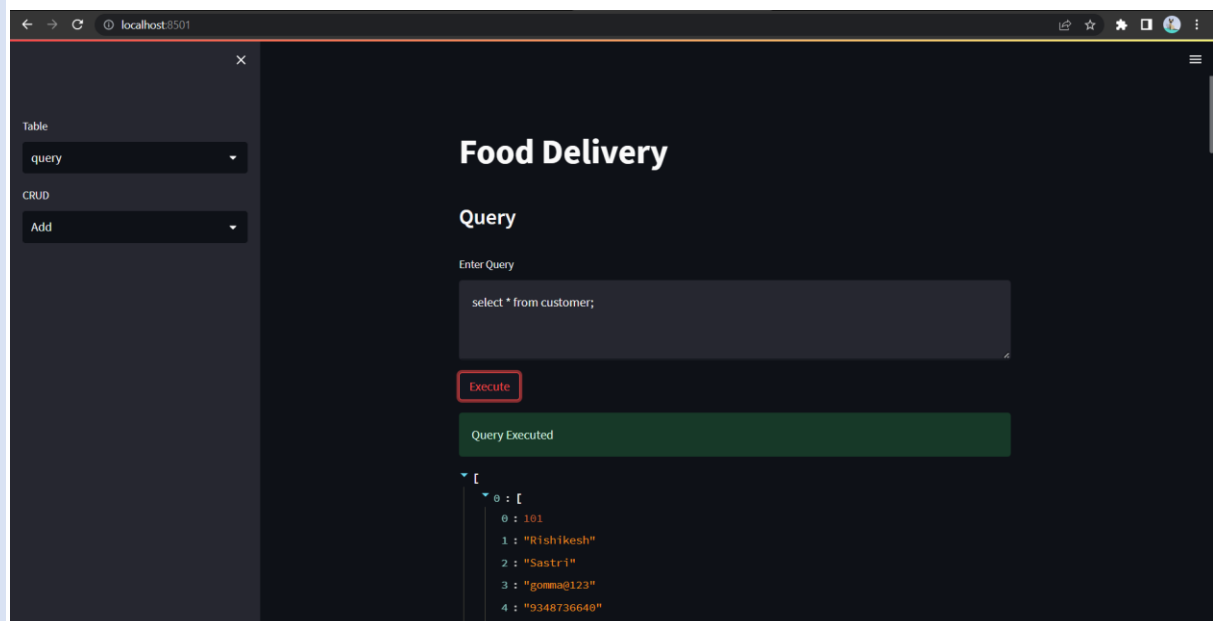 localhost:8501
Table
query
CRUD
Add
Food Delivery
Query
Enter Query
select * from customer;
Execute
Query Executed
[
0 : [
0 : 101
1 : "Rishikesh"
2 : "Sastri"
3 : "gomma@123"
4 : "9348736640"